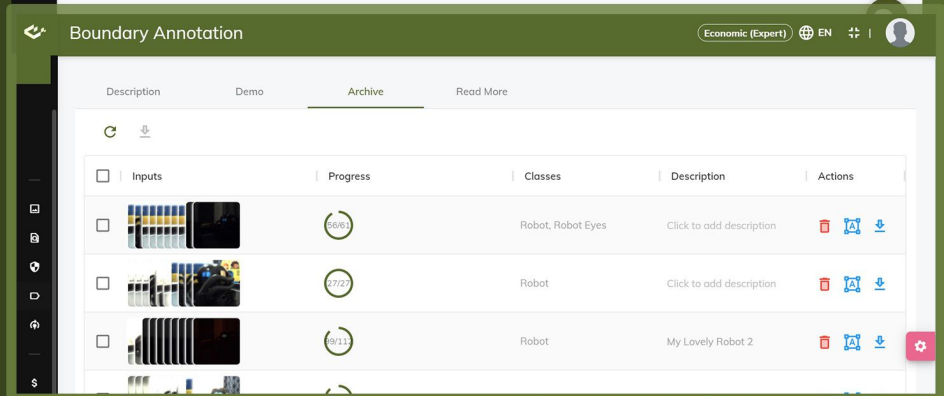 Boundary Annotation
Economic (Expert) EN |
Description Demo Archive Read More
Inputs Progress Classes Description Actions
56/61 Robot, Robot Eyes Click to add description A
27/27 Robot Click to add description A
Robot My Lovely Robot 2 A
$